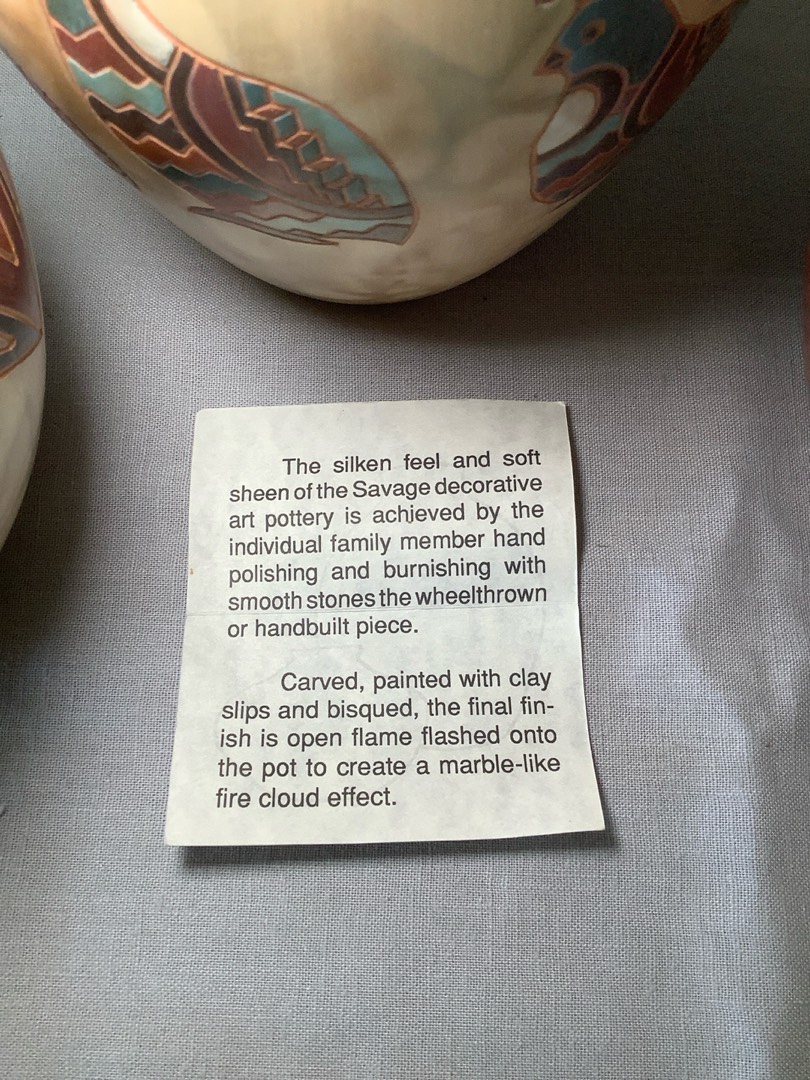 The silken feel and soft
sheen of the Savage decorative
art pottery is achieved by the
individual family member hand
polishing and burnishing with
smooth stones the wheelthrown
or handbuilt piece.
Carved, painted with clay
slips and bisqued, the final fin-
ish is open flame flashed onto
the pot to create a marble-like
fire cloud effect.